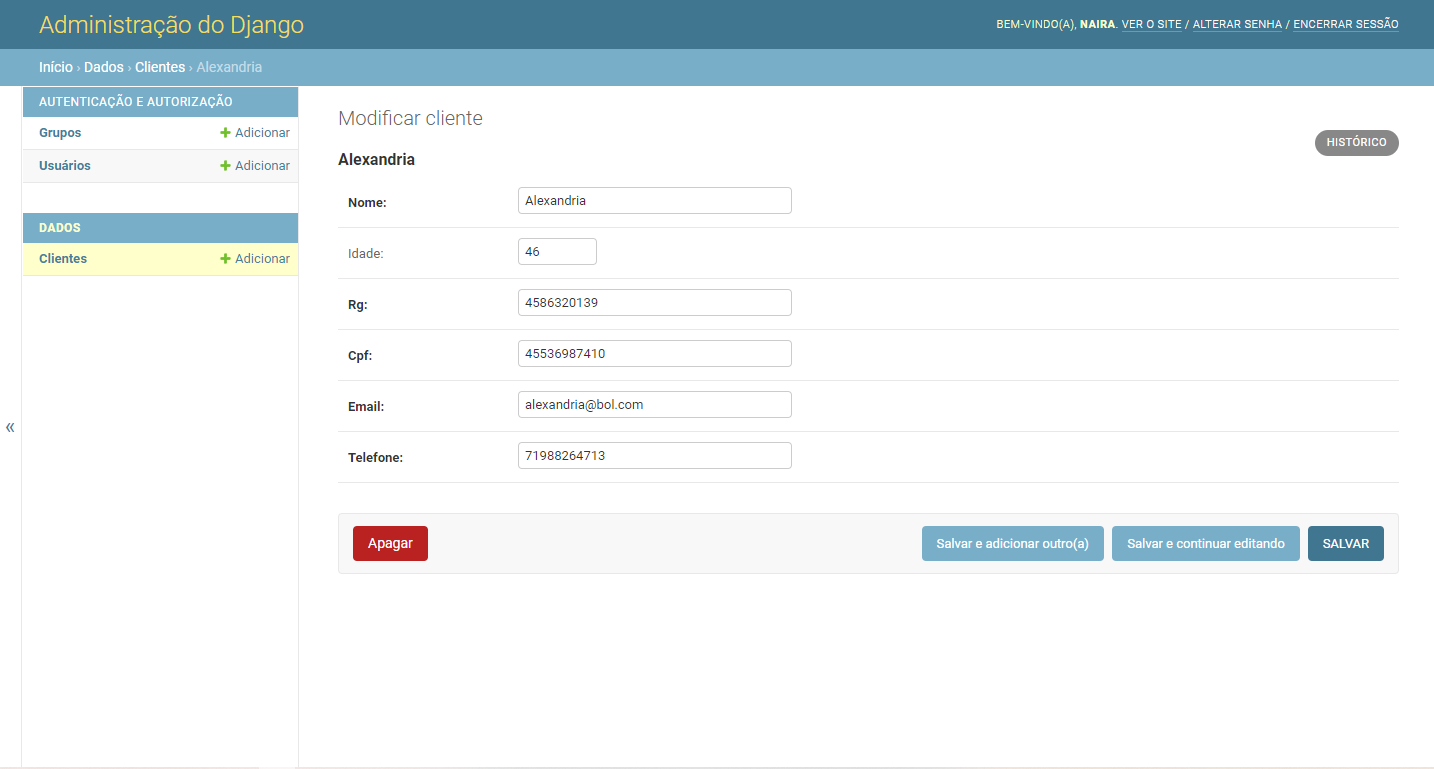 Administração do Django
BEM-VINDO(A), NAIRA. VER O SITE / ALTERAR SENHA / ENCERRAR SESSÃO
Início › Dados › Clientes › Alexandria
AUTENTICAÇÃO E AUTORIZAÇÃO
Grupos + Adicionar
Usuários + Adicionar
DADOS
Clientes + Adicionar
«
Modificar cliente
HISTÓRICO
Alexandria
Nome: Alexandria
Idade: 46
Rg: 4586320139
Cpf: 45536987410
Email: alexandria@bol.com
Telefone: 71988264713
Apagar
Salvar e adicionar outro(a)
Salvar e continuar editando
SALVAR